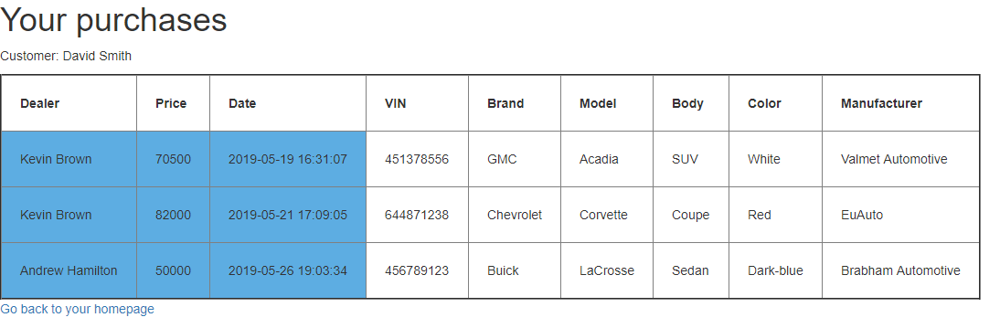 Your purchases
Customer: David Smith
Dealer Price Date VIN Brand Model Body Color Manufacturer
Kevin Brown 70500 2019-05-19 16:31:07 451378556 GMC Acadia SUV White Valmet Automotive
Kevin Brown 82000 2019-05-21 17:09:05 644871238 Chevrolet Corvette Coupe Red EuAuto
Andrew Hamilton 50000 2019-05-26 19:03:34 456789123 Buick LaCrosse Sedan Dark-blue Brabham Automotive
Go back to your homepage